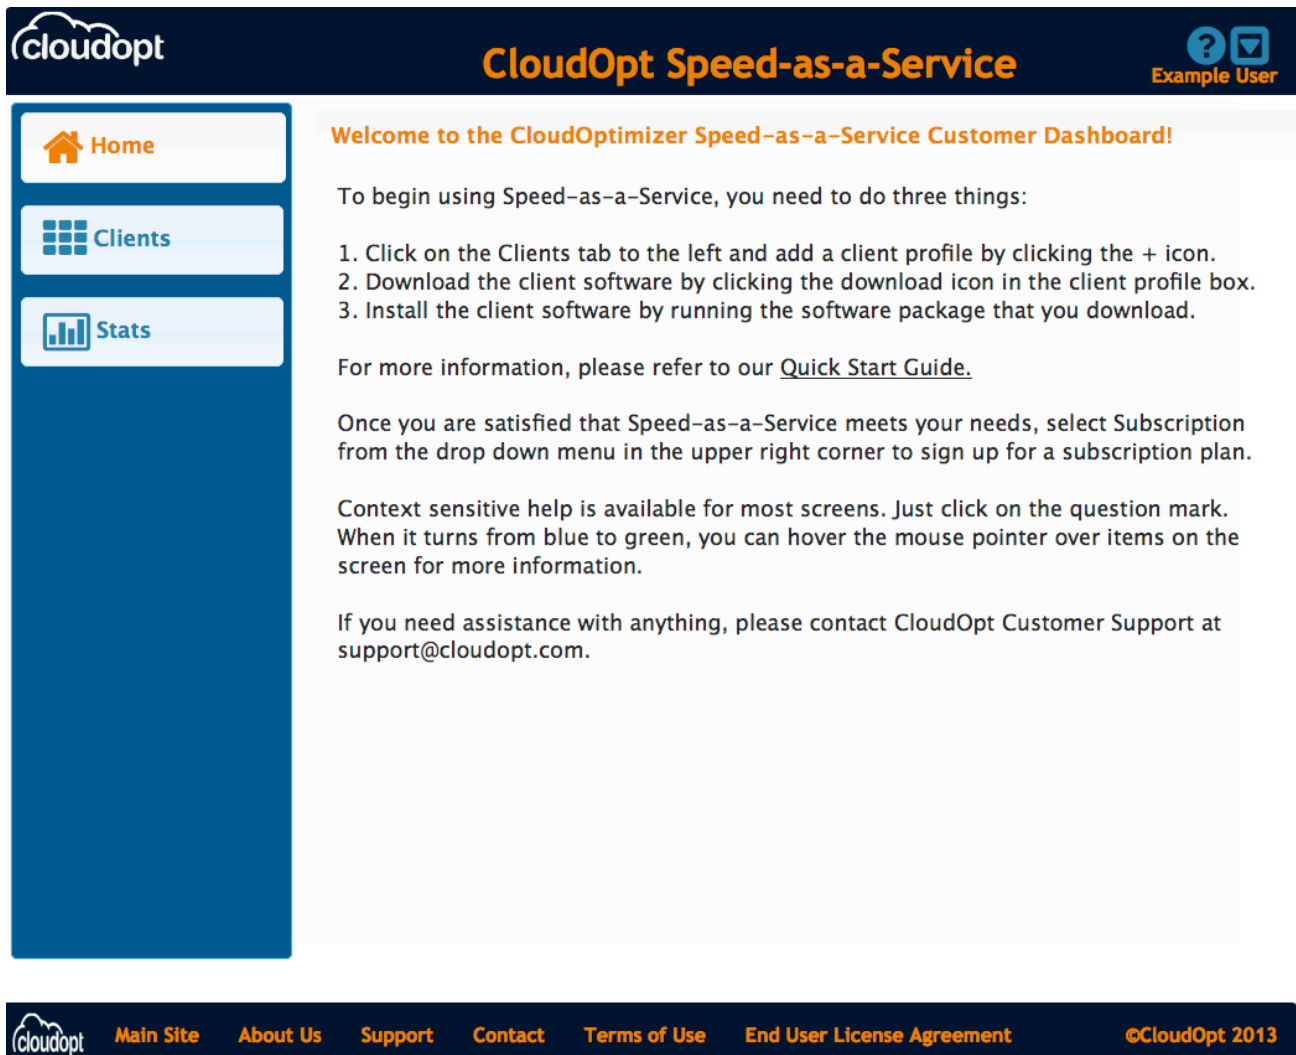 cloudopt
CloudOpt Speed-as-a-Service
Example User
Home
Clients
Stats
Welcome to the CloudOptimizer Speed-as-a-Service Customer Dashboard!
To begin using Speed-as-a-Service, you need to do three things:
1. Click on the Clients tab to the left and add a client profile by clicking the + icon.
2. Download the client software by clicking the download icon in the client profile box.
3. Install the client software by running the software package that you download.
For more information, please refer to our Quick Start Guide.
Once you are satisfied that Speed-as-a-Service meets your needs, select Subscription
from the drop down menu in the upper right corner to sign up for a subscription plan.
Context sensitive help is available for most screens. Just click on the question mark.
When it turns from blue to green, you can hover the mouse pointer over items on the
screen for more information.
If you need assistance with anything, please contact CloudOpt Customer Support at
support@cloudopt.com.
cloudopt Main Site About Us Support Contact Terms of Use End User License Agreement ©CloudOpt 2013